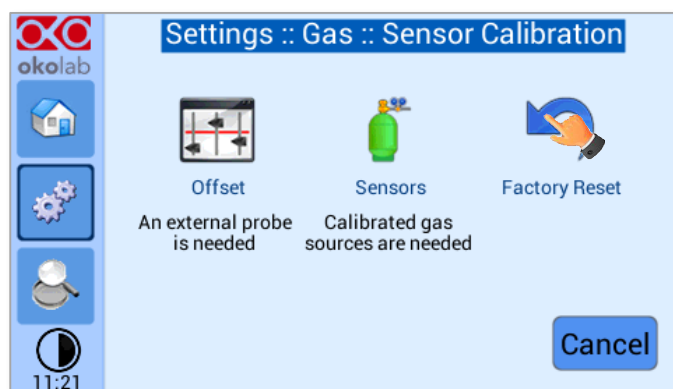 okolab
Settings :: Gas :: Sensor Calibration
Offset
Sensors
Factory Reset
An external probe
is needed
Calibrated gas
sources are needed
Cancel
11:21